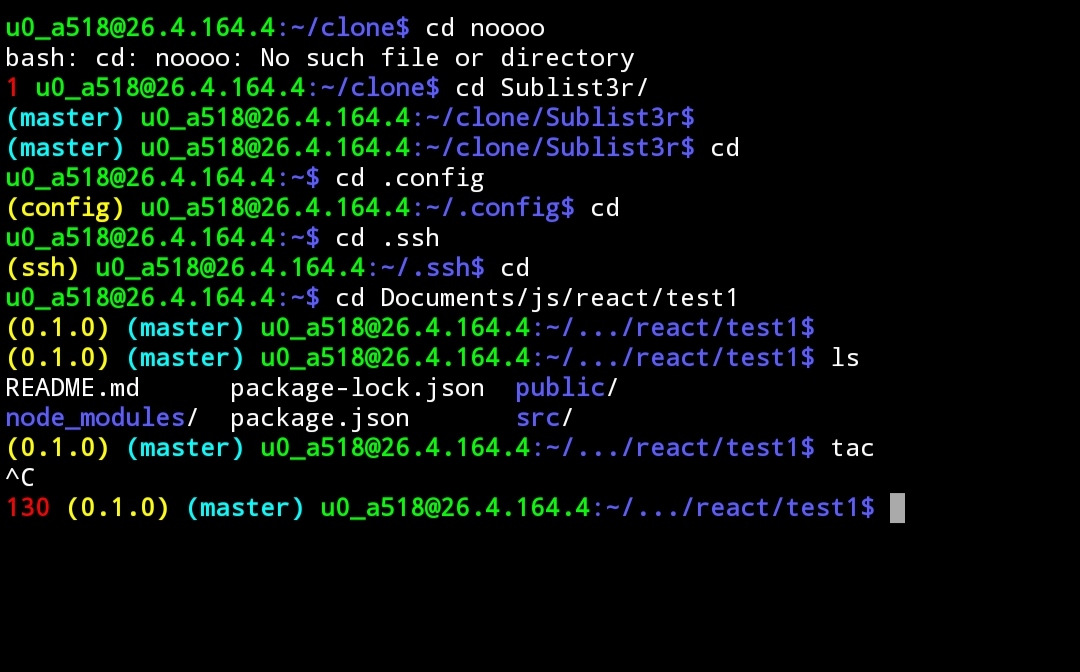 u0_a518@26.4.164.4:~/clone$ cd noooo
bash: cd: noooo: No such file or directory
1 u0_a518@26.4.164.4:~/clone$ cd Sublist3r/
(master) u0_a518@26.4.164.4:~/clone/Sublist3r$
(master) u0_a518@26.4.164.4:~/clone/Sublist3r$ cd
u0_a518@26.4.164.4:~$ cd .config
(config) u0_a518@26.4.164.4:~/.config$ cd
u0_a518@26.4.164.4:~$ cd .ssh
(ssh) u0_a518@26.4.164.4:~/.ssh$ cd
u0_a518@26.4.164.4:~$ cd Documents/js/react/test1
(0.1.0) (master) u0_a518@26.4.164.4:~/.../react/test1$
(0.1.0) (master) u0_a518@26.4.164.4:~/.../react/test1$ ls
README.md      package-lock.json  public/
node_modules/  package.json       src/
(0.1.0) (master) u0_a518@26.4.164.4:~/.../react/test1$ tac
^C
130 (0.1.0) (master) u0_a518@26.4.164.4:~/.../react/test1$